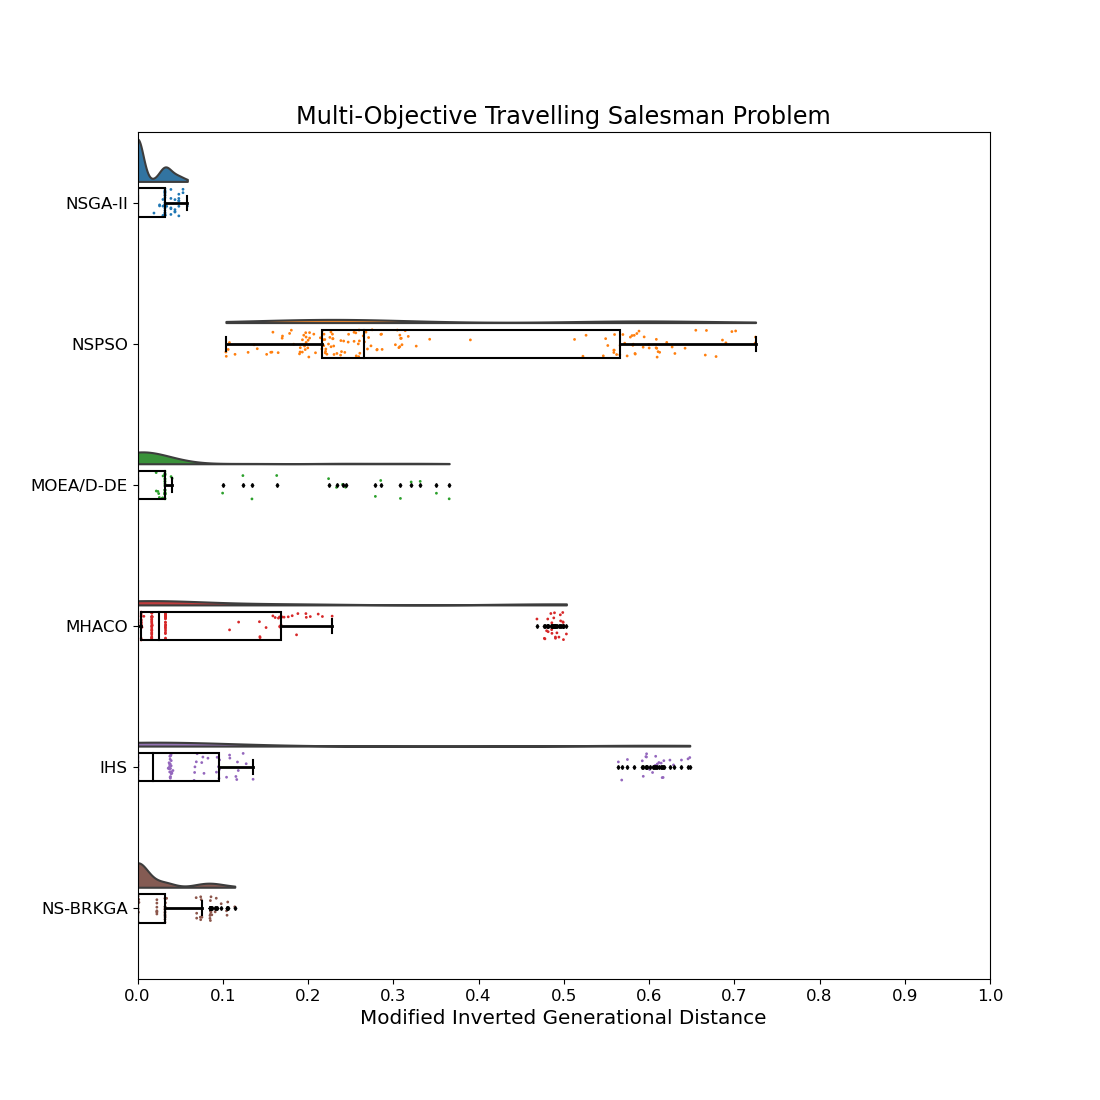 Multi-Objective Travelling Salesman Problem
NSGA-II
NSPSO
MOEA/D-DE
MHACO
IHS
NS-BRKGA
0.0 0.1 0.2 0.3 0.4 0.5 0.6 0.7 0.8 0.9 1.0
Modified Inverted Generational Distance